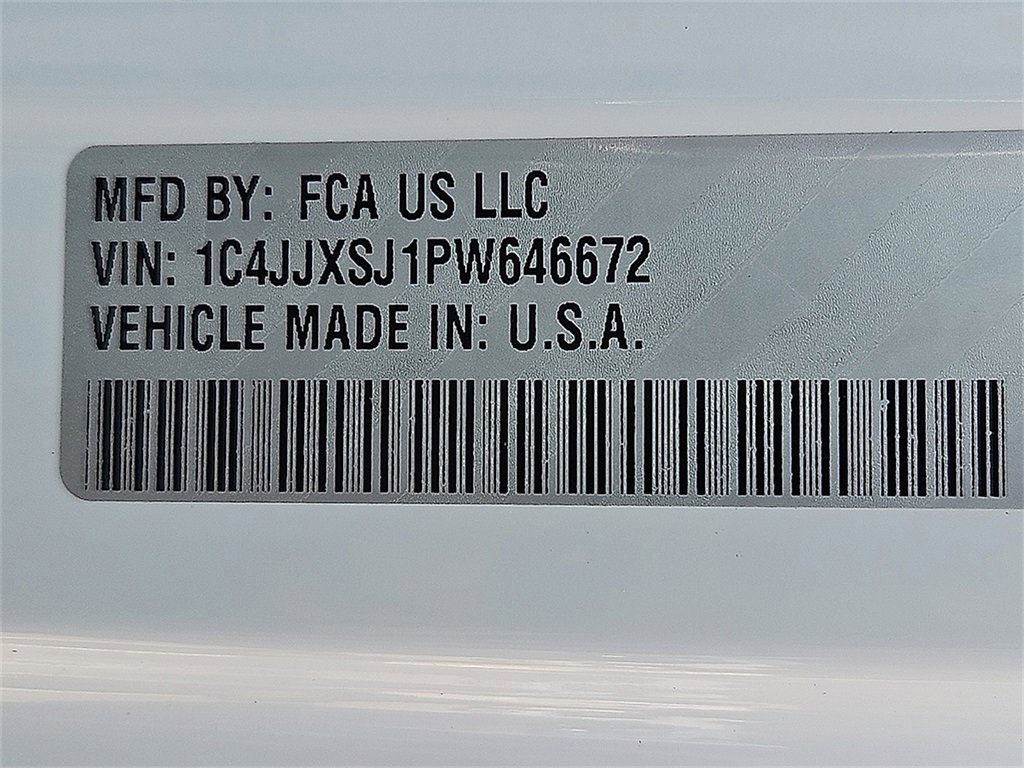 MFD BY: FCA US LLC
VIN: 1C4JJXSJ1PW646672
VEHICLE MADE IN: U.S.A.